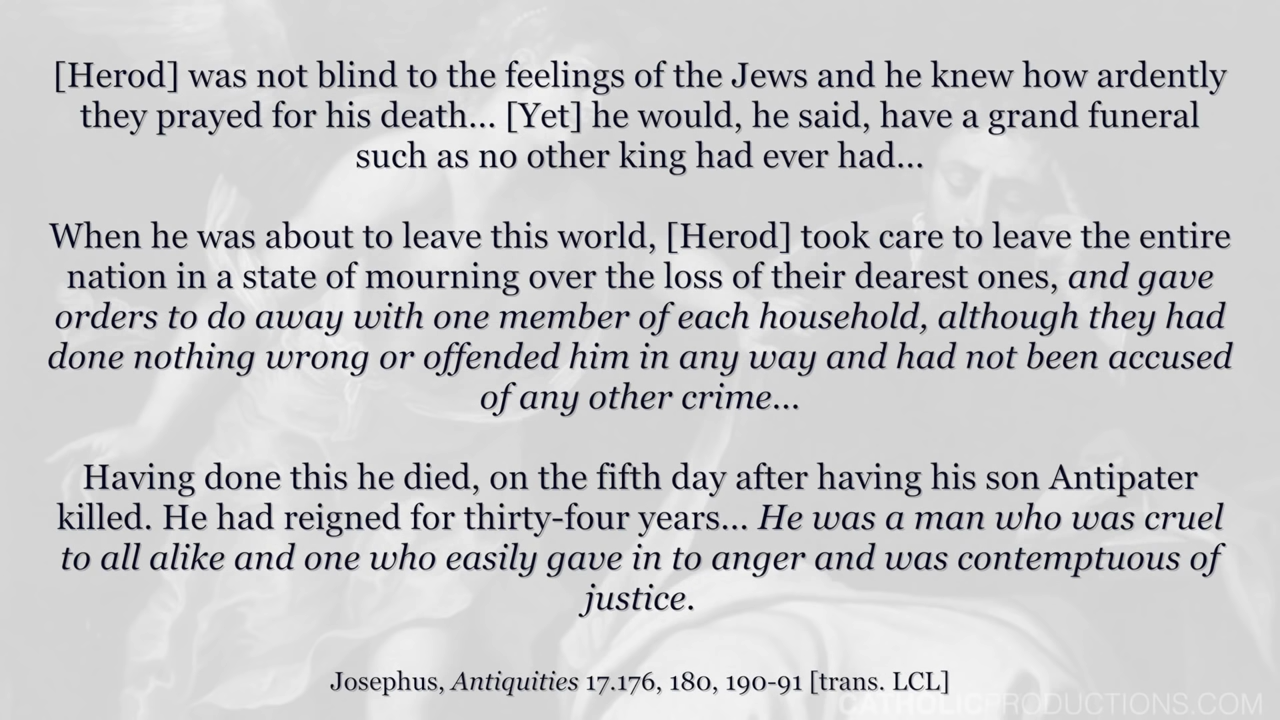 [Herod] was not blind to the feelings of the Jews and he knew how ardently
they prayed for his death... [Yet] he would, he said, have a grand funeral
such as no other king had ever had...
When he was about to leave this world, [Herod] took care to leave the entire
nation in a state of mourning over the loss of their dearest ones, and gave
orders to do away with one member of each household, although they had
done nothing wrong or offended him in any way and had not been accused
of any other crime...
Having done this he died, on the fifth day after having his son Antipater
killed. He had reigned for thirty-four years... He was a man who was cruel
to all alike and one who easily gave in to anger and was contemptuous of
justice.
Josephus, Antiquities 17.176, 180, 190-91 [trans. LCL]
CATHOLICPRODUCTIONS.COM